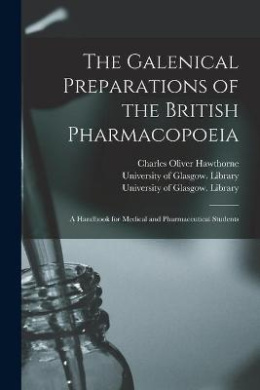 The Galenical
Preparations of
the British
Pharmacopoeia
Charles Oliver Hawthorne
University of Glasgow. Library
University of Glasgow. Library
A Handbook for Medical and Pharmaceutical Students